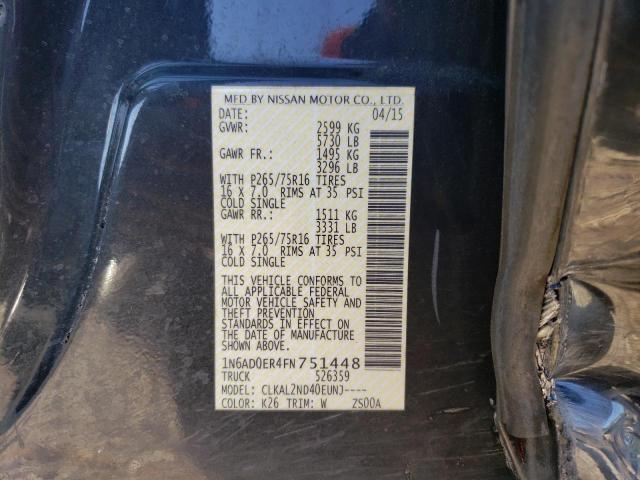 MFD BY NISSAN MOTOR CO., LTD.
DATE: 04/15
GVWR: 2599 KG
5730 LB
GAWR FR.: 1495 KG
3296 LB
WITH P265/75R16 TIRES
16 X 7.0 RIMS AT 35 PSI
COLD SINGLE
GAWR RR.: 1511 KG
3331 LB
WITH P265/75R16 TIRES
16 X 7.0 RIMS AT 35 PSI
COLD SINGLE
THIS VEHICLE CONFORMS TO
ALL APPLICABLE FEDERAL
MOTOR VEHICLE SAFETY AND
THEFT PREVENTION
STANDARDS IN EFFECT ON
THE DATE OF MANUFACTURE
SHOWN ABOVE.
1N6AD0ER4FN751448
TRUCK 526359
MODEL: CLKAL2ND40EUNJ----
COLOR: K26 TRIM: W ZS00A